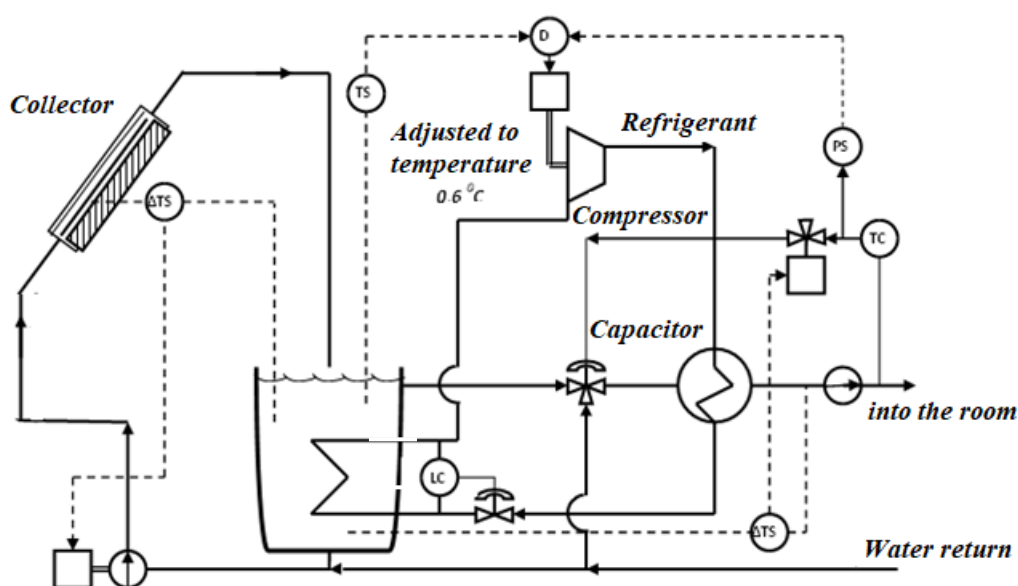 D
TS
Collector
Refrigerant
Adjusted to
temperature
0.6 °C
PS
ΔTS
Compressor
TC
Capacitor
into the room
LC
ΔTS
Water return